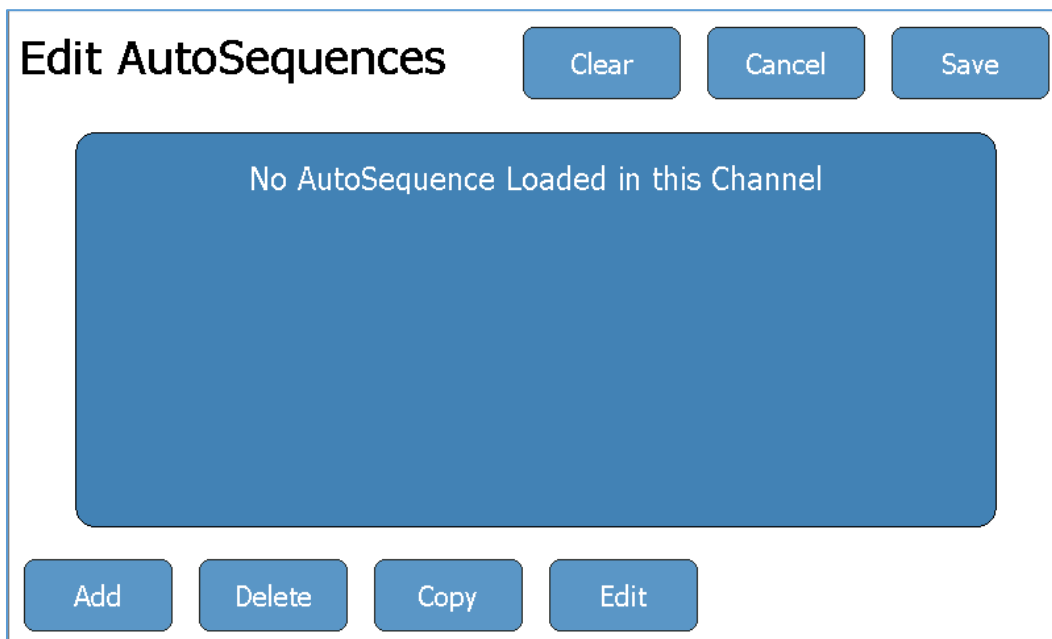 Edit AutoSequences
Clear
Cancel
Save
No AutoSequence Loaded in this Channel
Add
Delete
Copy
Edit